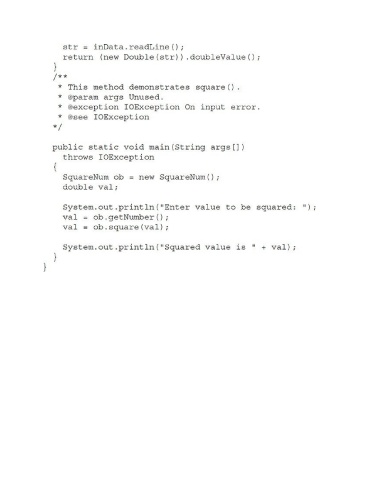 str = inData.readLine();
return (new Double(str)).doubleValue();
}
/**
* This method demonstrates square().
* @param args Unused.
* @exception IOException On input error.
* @see IOException
*/
public static void main(String args[])
throws IOException
{
SquareNum ob = new SquareNum();
double val;
System.out.println("Enter value to be squared: ");
val = ob.getNumber();
val = ob.square(val);
System.out.println("Squared value is " + val);
}
}